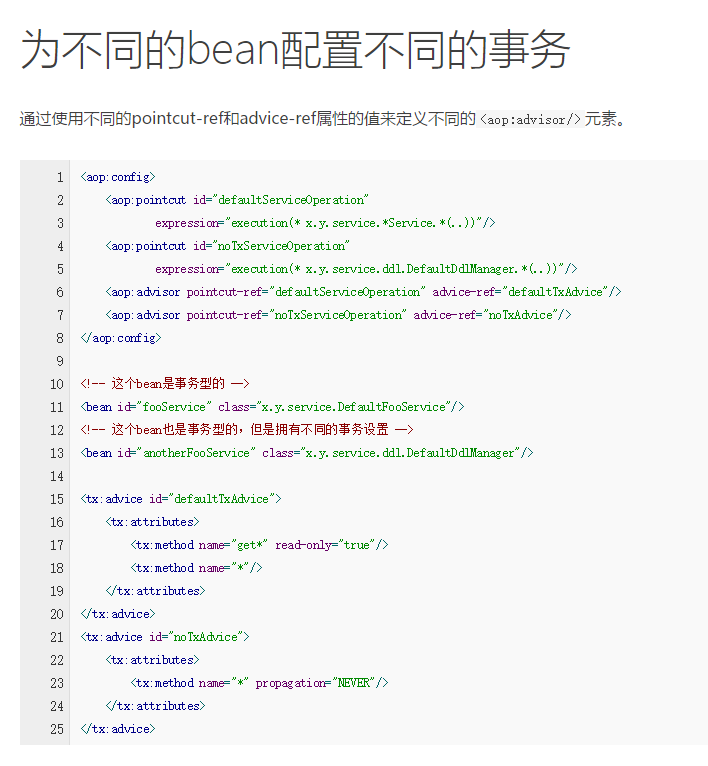 为不同的bean配置不同的事务
通过使用不同的pointcut-ref和advice-ref属性的值来定义不同的 <aop:advisor/> 元素。
1 <aop:config>
2 <aop:pointcut id="defaultServiceOperation"
3 expression="execution(* x.y.service.*Service.*(..))"/>
4 <aop:pointcut id="noTxServiceOperation"
5 expression="execution(* x.y.service.ddl.DefaultDdlManager.*(..))"/>
6 <aop:advisor pointcut-ref="defaultServiceOperation" advice-ref="defaultTxAdvice"/>
7 <aop:advisor pointcut-ref="noTxServiceOperation" advice-ref="noTxAdvice"/>
8 </aop:config>
9
10 <!-- 这个bean是事务型的 —>
11 <bean id="fooService" class="x.y.service.DefaultFooService"/>
12 <!-- 这个bean也是事务型的，但是拥有不同的事务设置 —>
13 <bean id="anotherFooService" class="x.y.service.ddl.DefaultDdlManager"/>
14
15 <tx:advice id="defaultTxAdvice">
16 <tx:attributes>
17 <tx:method name="get*" read-only="true"/>
18 <tx:method name="*"/>
19 </tx:attributes>
20 </tx:advice>
21 <tx:advice id="noTxAdvice">
22 <tx:attributes>
23 <tx:method name="*" propagation="NEVER"/>
24 </tx:attributes>
25 </tx:advice>